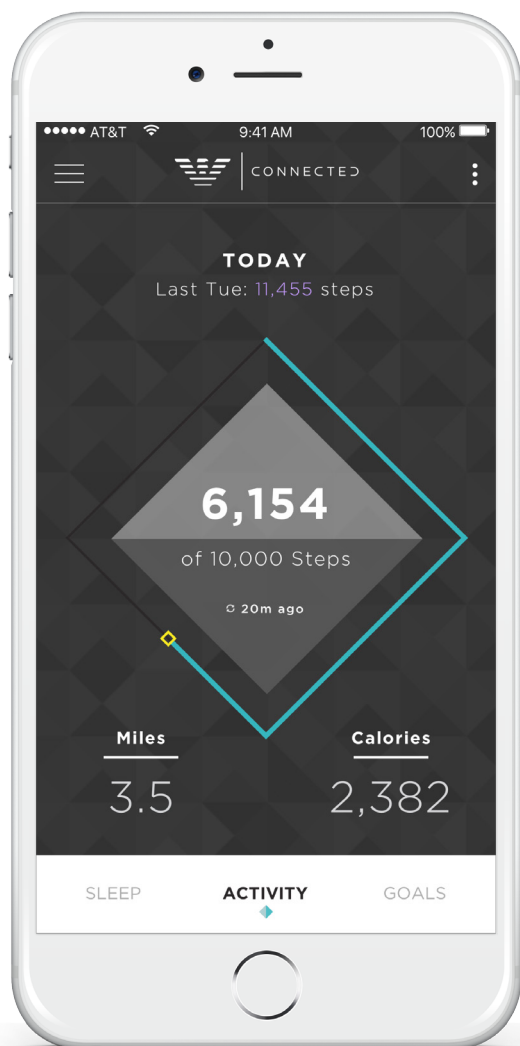 AT&T 9:41 AM 100%
CONNECTED
TODAY
Last Tue: 11,455 steps
6,154
of 10,000 Steps
20m ago
Miles Calories
3.5 2,382
SLEEP ACTIVITY GOALS